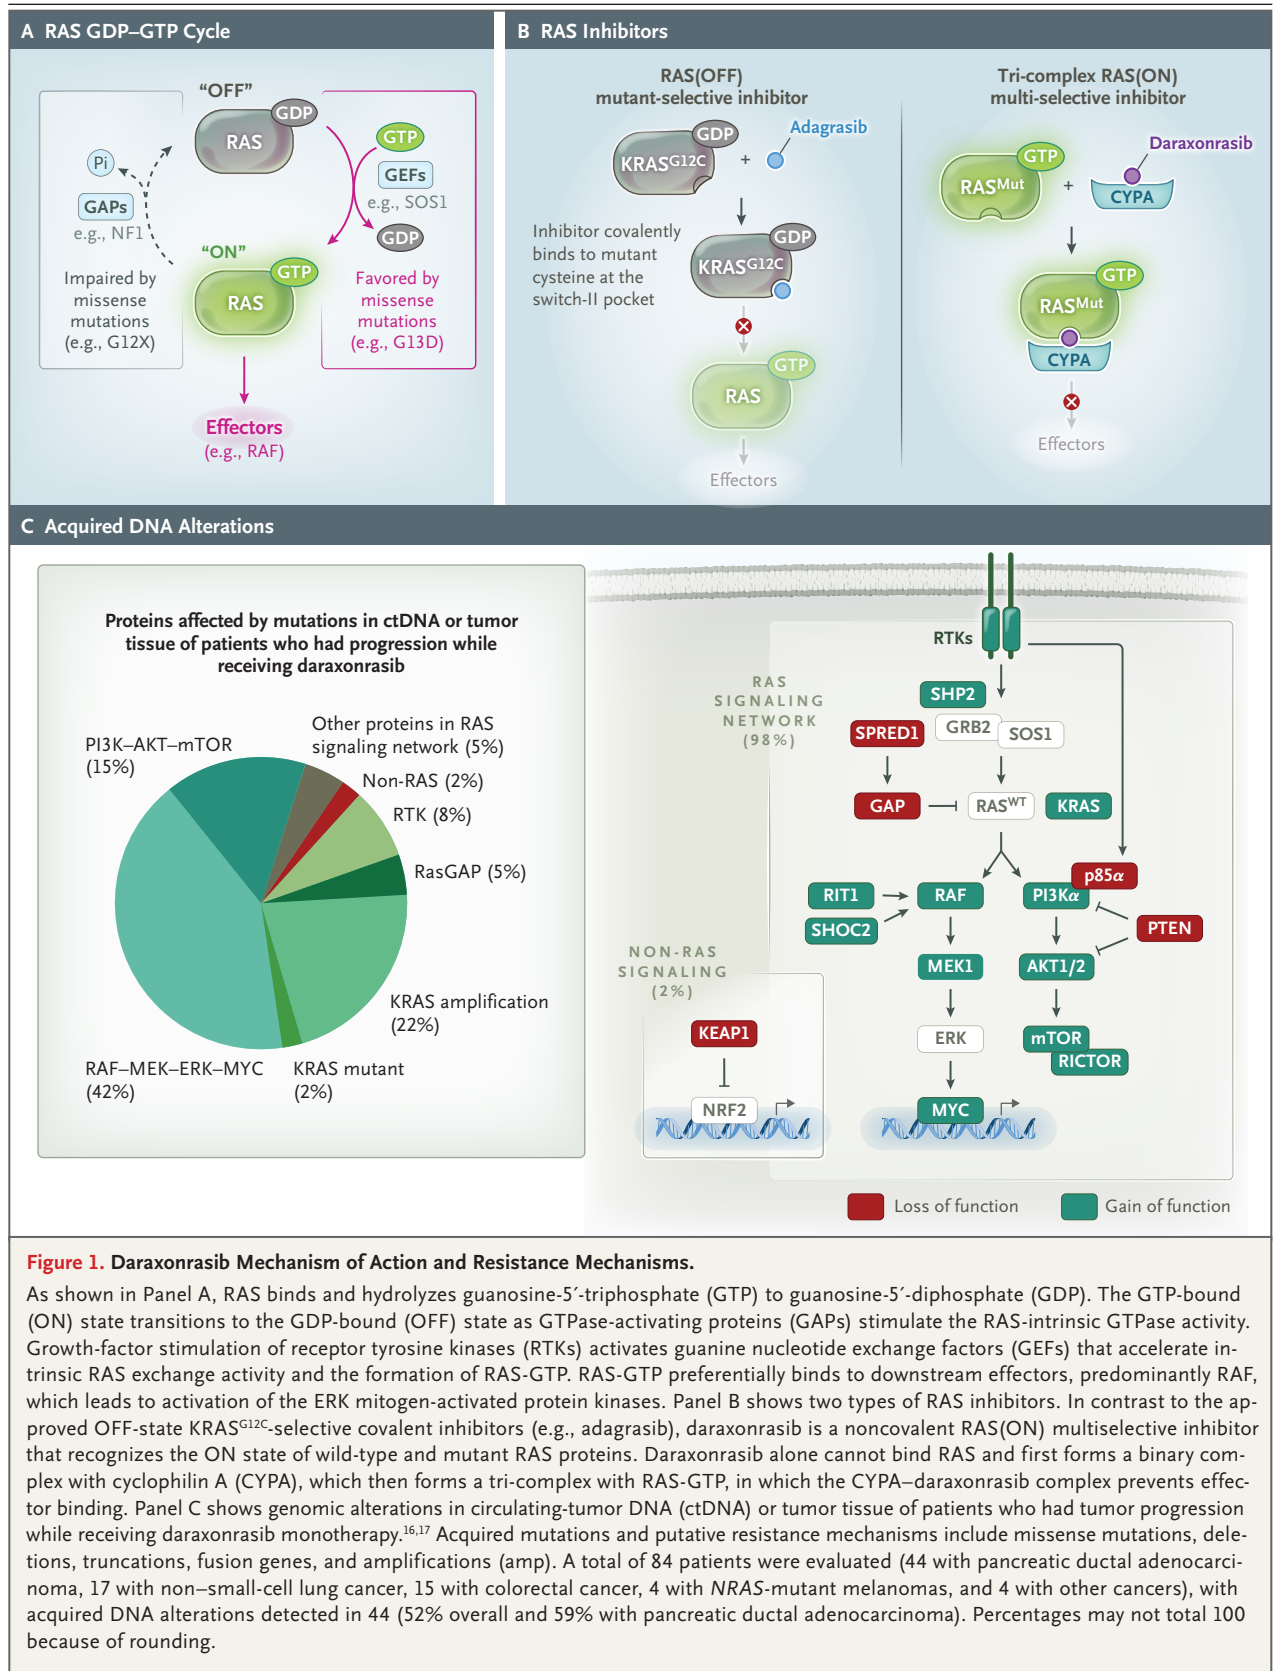 A RAS GDP–GTP Cycle
"OFF"
GDP
RAS
GTP
GEFs
e.g., SOS1
GDP
Pi
GAPs
e.g., NF1
"ON"
GTP
RAS
Impaired by
missense
mutations
(e.g., G12X)
Favored by
missense
mutations
(e.g., G13D)
Effectors
(e.g., RAF)
B RAS Inhibitors
RAS(OFF)
mutant-selective inhibitor
GDP
KRASG12C
+
Adagrasib
Inhibitor covalently
binds to mutant
cysteine at the
switch-II pocket
GDP
KRASG12C
GTP
RAS
Effectors
Tri-complex RAS(ON)
multi-selective inhibitor
GTP
RASMut
+
Daraxonrasib
CYPA
GTP
RASMut
CYPA
Effectors
C Acquired DNA Alterations
Proteins affected by mutations in ctDNA or tumor
tissue of patients who had progression while
receiving daraxonrasib
PI3K–AKT–mTOR
(15%)
Other proteins in RAS
signaling network (5%)
Non-RAS (2%)
RTK (8%)
RasGAP (5%)
KRAS amplification
(22%)
KRAS mutant
(2%)
RAF–MEK–ERK–MYC
(42%)
RTKs
RAS
SIGNALING
NETWORK
(98%)
SHP2
GRB2
SOS1
SPRED1
GAP
RASWT
KRAS
RIT1
SHOC2
RAF
PI3Kα
p85α
PTEN
MEK1
AKT1/2
ERK
mTOR
RICTOR
MYC
NON-RAS
SIGNALING
(2%)
KEAP1
NRF2
Loss of function
Gain of function
Figure 1. Daraxonrasib Mechanism of Action and Resistance Mechanisms.
As shown in Panel A, RAS binds and hydrolyzes guanosine-5′-triphosphate (GTP) to guanosine-5′-diphosphate (GDP). The GTP-bound
(ON) state transitions to the GDP-bound (OFF) state as GTPase-activating proteins (GAPs) stimulate the RAS-intrinsic GTPase activity.
Growth-factor stimulation of receptor tyrosine kinases (RTKs) activates guanine nucleotide exchange factors (GEFs) that accelerate in-
trinsic RAS exchange activity and the formation of RAS-GTP. RAS-GTP preferentially binds to downstream effectors, predominantly RAF,
which leads to activation of the ERK mitogen-activated protein kinases. Panel B shows two types of RAS inhibitors. In contrast to the ap-
proved OFF-state KRASG12C-selective covalent inhibitors (e.g., adagrasib), daraxonrasib is a noncovalent RAS(ON) multiselective inhibitor
that recognizes the ON state of wild-type and mutant RAS proteins. Daraxonrasib alone cannot bind RAS and first forms a binary com-
plex with cyclophilin A (CYPA), which then forms a tri-complex with RAS-GTP, in which the CYPA–daraxonrasib complex prevents effec-
tor binding. Panel C shows genomic alterations in circulating-tumor DNA (ctDNA) or tumor tissue of patients who had tumor progression
while receiving daraxonrasib monotherapy.16,17 Acquired mutations and putative resistance mechanisms include missense mutations, dele-
tions, truncations, fusion genes, and amplifications (amp). A total of 84 patients were evaluated (44 with pancreatic ductal adenocarci-
noma, 17 with non–small-cell lung cancer, 15 with colorectal cancer, 4 with NRAS-mutant melanomas, and 4 with other cancers), with
acquired DNA alterations detected in 44 (52% overall and 59% with pancreatic ductal adenocarcinoma). Percentages may not total 100
because of rounding.